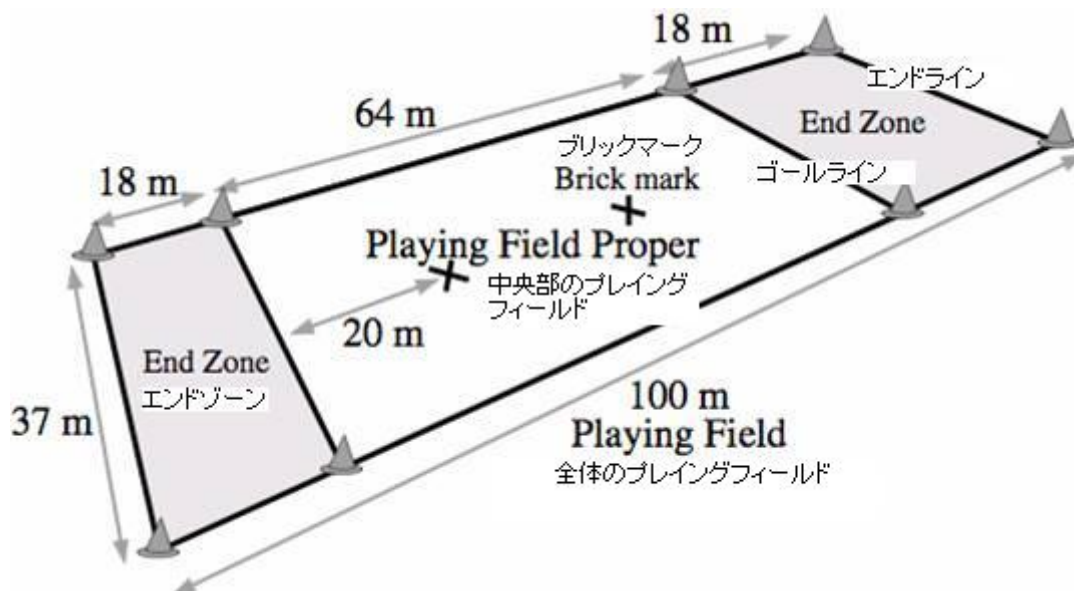 18 m
エンドライン
64 m
End Zone
ブリックマーク
Brick mark
ゴールライン
18 m
Playing Field Proper
中央部のプレイング
フィールド
20 m
End Zone
エンドゾーン
37 m
100 m
Playing Field
全体のプレイングフィールド